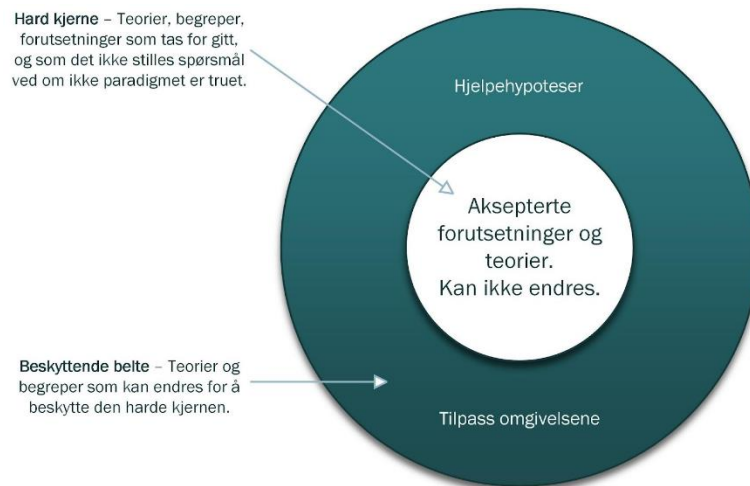 Hard kjerne – Teorier, begreper,
forutsetninger som tas for gitt,
og som det ikke stilles spørsmål
ved om ikke paradigmet er truet.
Hjelpehypoteser
Aksepterte
forutsetninger og
teorier.
Kan ikke endres.
Beskyttende belte – Teorier og
begreper som kan endres for å
beskytte den harde kjernen.
Tilpass omgivelsene